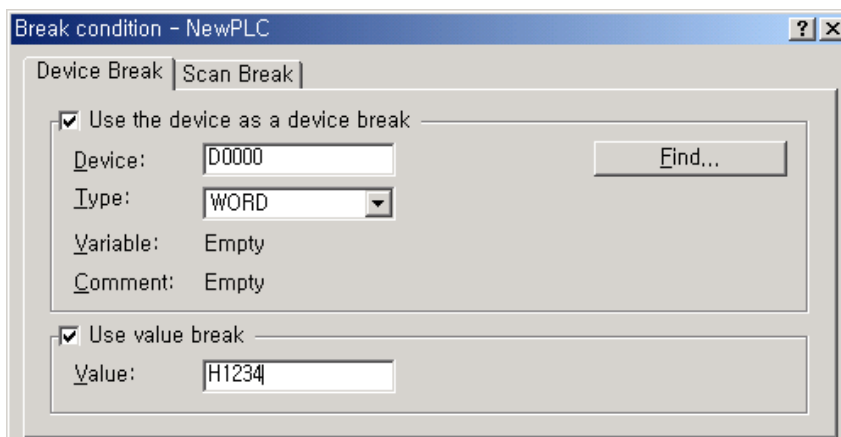 Break condition - NewPLC
Device Break Scan Break
Use the device as a device break
Device: D0000 Find...
Type: WORD
Variable: Empty
Comment: Empty
Use value break
Value: H1234